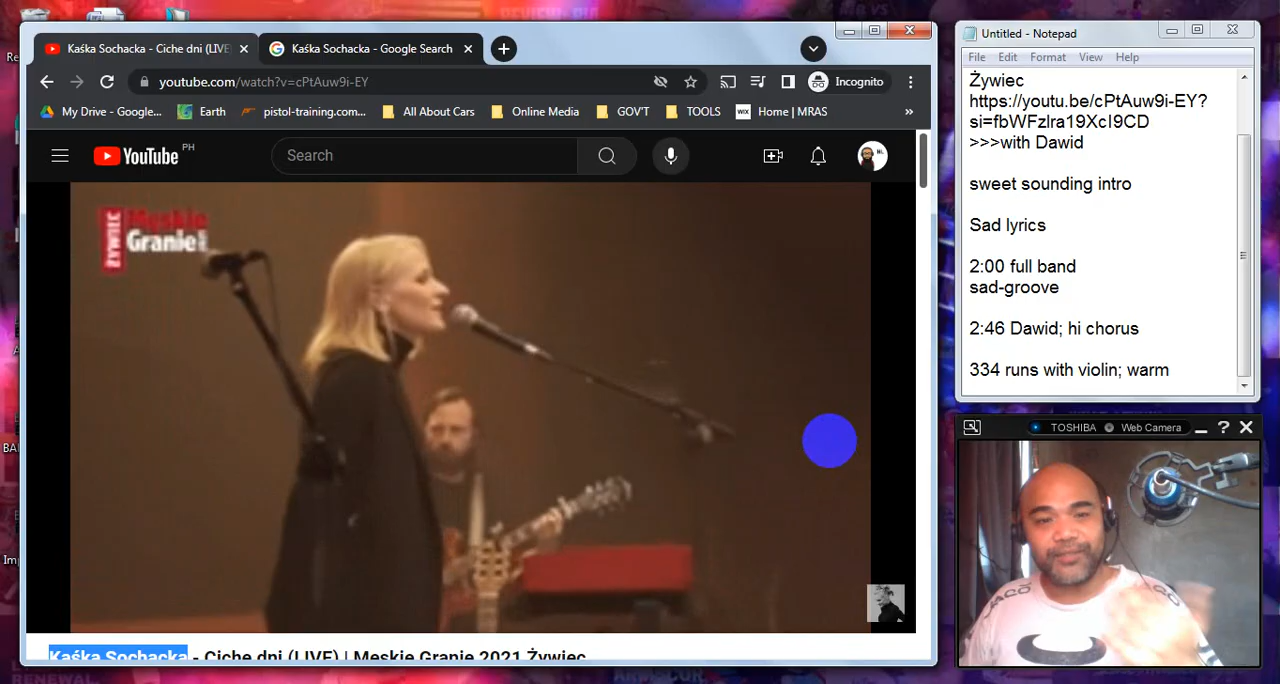 Kaśka Sochacka - Ciche dni (LIVE)
Kaśka Sochacka - Google Search
youtube.com/watch?v=cPtAuw9i-EY
Incognito
My Drive - Google...
Earth
pistol-training.com...
All About Cars
Online Media
GOV'T
TOOLS
WIX
Home | MRAS
»
YouTube PH
Search
ŻYWIEC
Męskie
Granie
Kaśka Sochacka - Ciche dni (LIVE) | Męskie Granie 2021 Żywiec
Untitled - Notepad
File Edit Format View Help
Żywiec
https://youtu.be/cPtAuw9i-EY?
si=fbWFzlra19XcI9CD
>>>with Dawid
sweet sounding intro
Sad lyrics
2:00 full band
sad-groove
2:46 Dawid; hi chorus
334 runs with violin; warm
TOSHIBA Web Camera